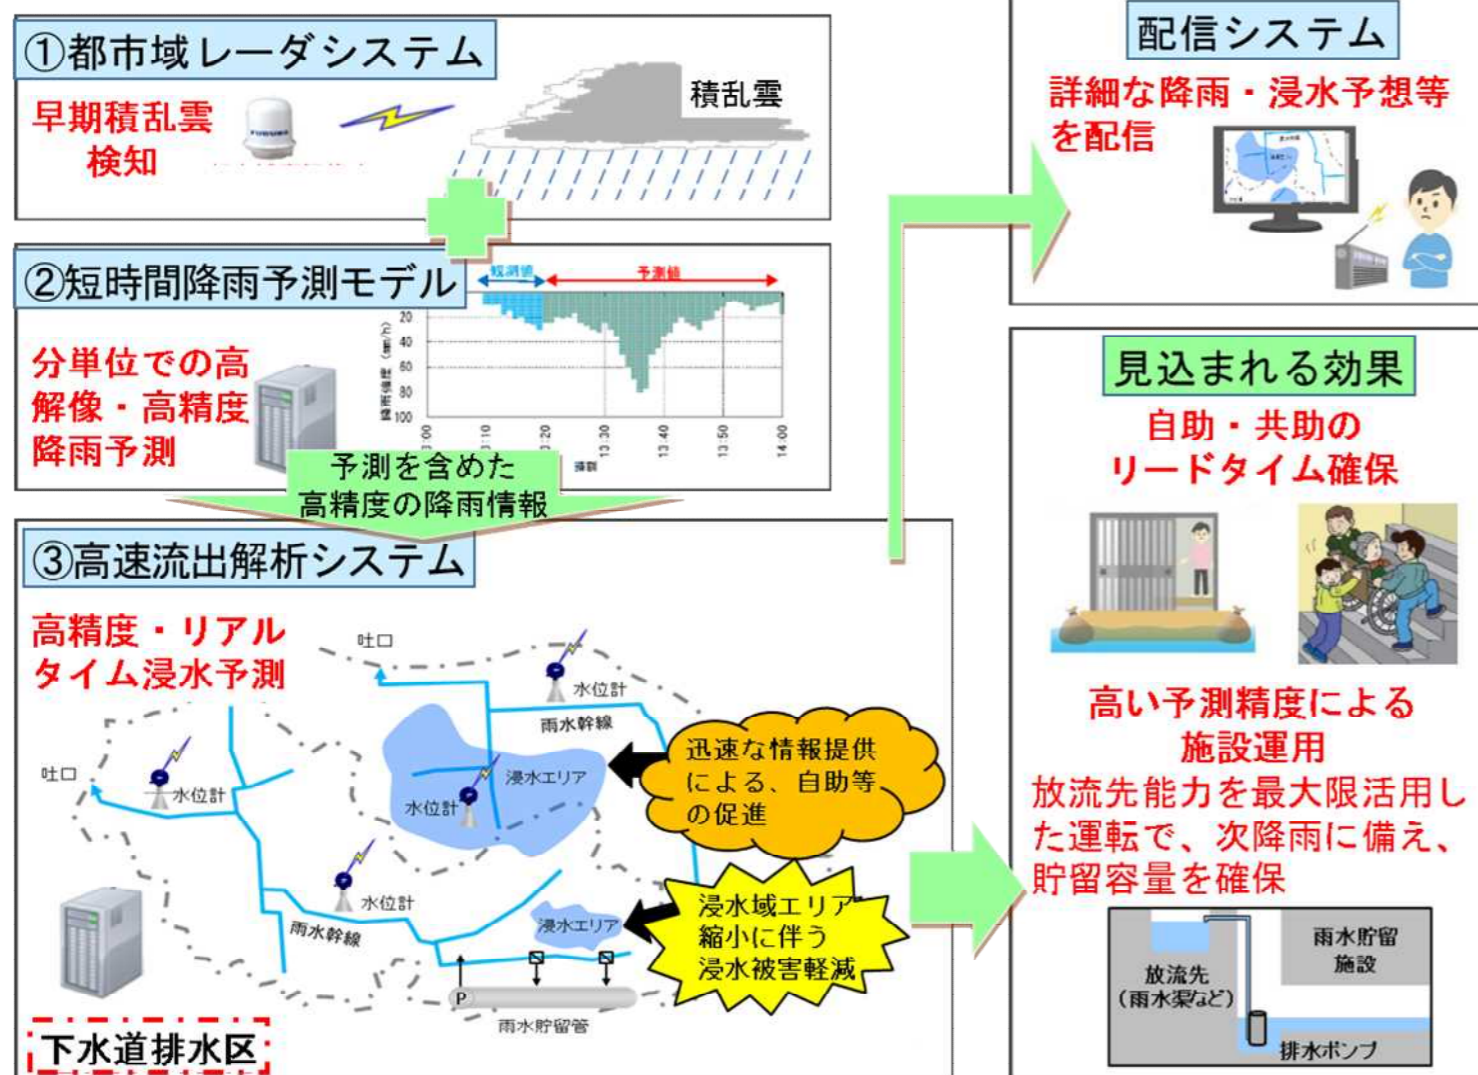 ①都市域レーダシステム
早期積乱雲
検知
FURUNO
積乱雲
②短時間降雨予測モデル
分単位での高
解像・高精度
降雨予測
観測値
予測値
降雨強度 (mm/h)
20
40
60
80
100
13:30
13:40
13:50
14:00
予測を含めた
高精度の降雨情報
③高速流出解析システム
高精度・リアル
タイム浸水予測
吐口
水位計
雨水幹線
吐口
水位計
浸水エリア
水位計
迅速な情報提供
による、自助等
の促進
水位計
雨水幹線
浸水エリア
浸水域エリア
縮小に伴う
浸水被害軽減
P
雨水貯留管
下水道排水区
配信システム
詳細な降雨・浸水予想等
を配信
見込まれる効果
自助・共助の
リードタイム確保
高い予測精度による
施設運用
放流先能力を最大限活用し
た運転で、次降雨に備え、
貯留容量を確保
放流先
(雨水渠など)
雨水貯留
施設
排水ポンプ